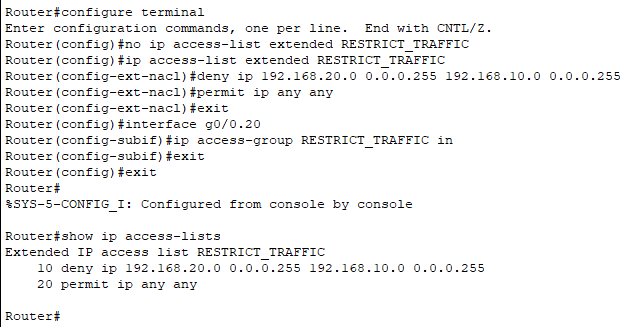 Router#configure terminal
Enter configuration commands, one per line.  End with CNTL/Z.
Router(config)#no ip access-list extended RESTRICT_TRAFFIC
Router(config)#ip access-list extended RESTRICT_TRAFFIC
Router(config-ext-nacl)#deny ip 192.168.20.0 0.0.0.255 192.168.10.0 0.0.0.255
Router(config-ext-nacl)#permit ip any any
Router(config-ext-nacl)#exit
Router(config)#interface g0/0.20
Router(config-subif)#ip access-group RESTRICT_TRAFFIC in
Router(config-subif)#exit
Router(config)#exit
Router#
%SYS-5-CONFIG_I: Configured from console by console
Router#show ip access-lists
Extended IP access list RESTRICT_TRAFFIC
    10 deny ip 192.168.20.0 0.0.0.255 192.168.10.0 0.0.0.255
    20 permit ip any any
Router#